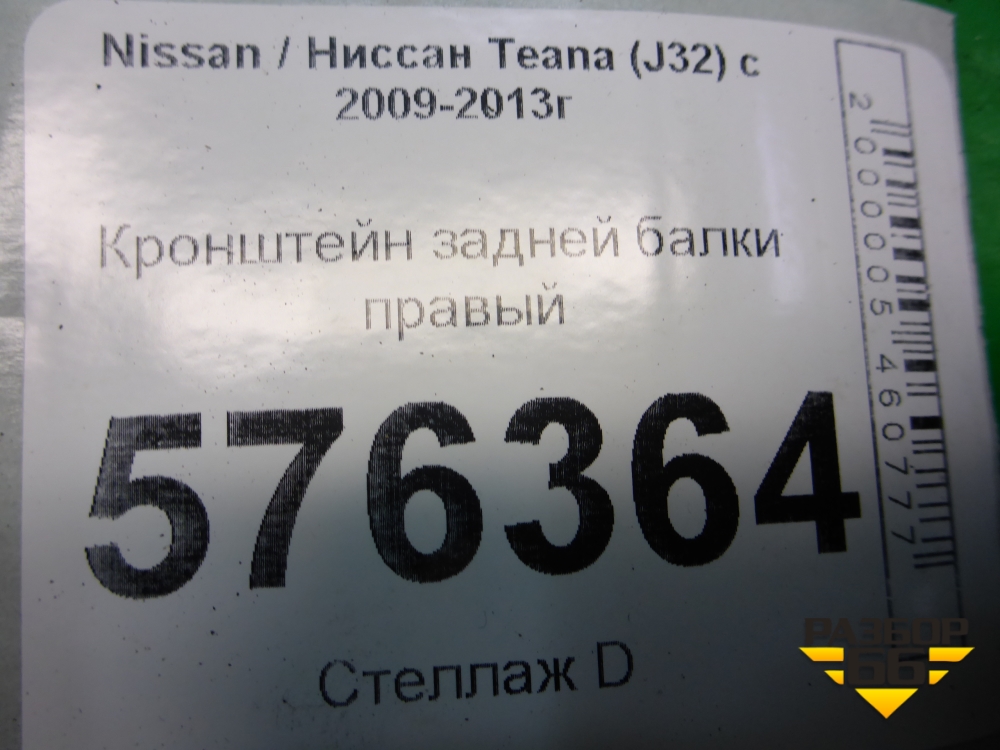 Nissan / Ниссан Teana (J32) с
2009-2013г
Кронштейн задней балки
правый
576364
Стеллаж D
2000005460777
РАЗБОР
66